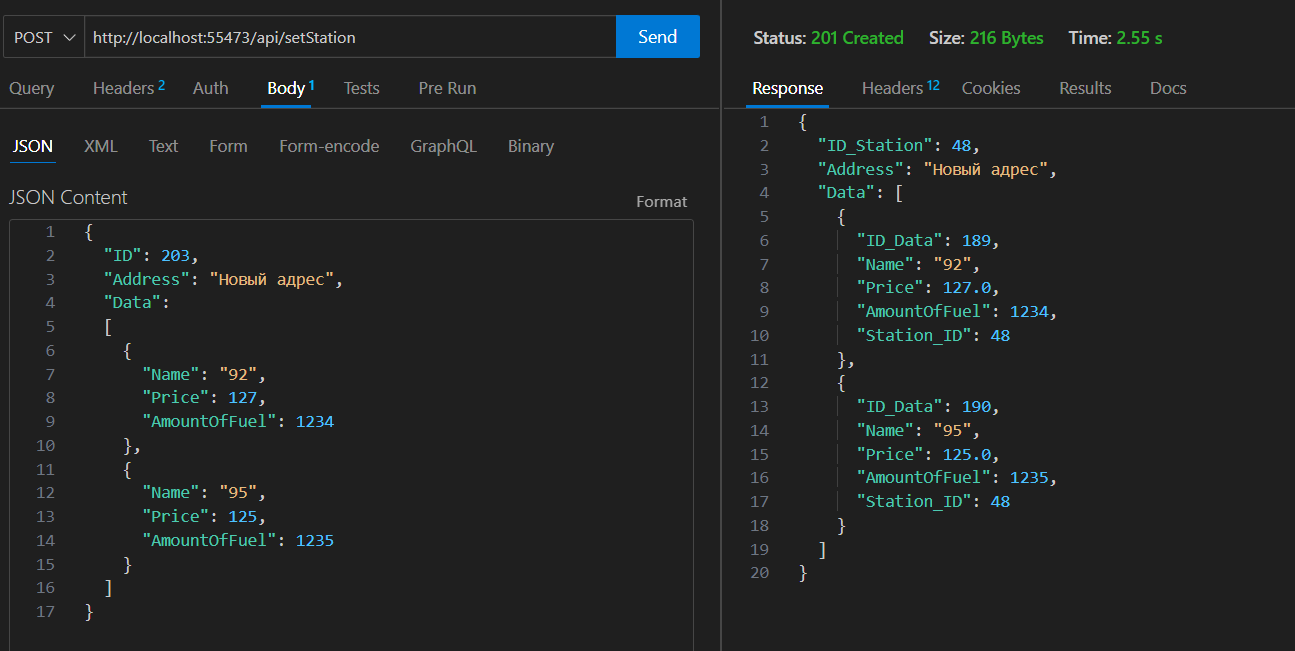 POST http://localhost:55473/api/setStation Send
Query Headers 2 Auth Body 1 Tests Pre Run
JSON XML Text Form Form-encode GraphQL Binary
JSON Content
Format
1 {
2 "ID": 203,
3 "Address": "Новый адрес",
4 "Data":
5 [
6 {
7 "Name": "92",
8 "Price": 127,
9 "AmountOfFuel": 1234
10 },
11 {
12 "Name": "95",
13 "Price": 125,
14 "AmountOfFuel": 1235
15 }
16 ]
17 }
Status: 201 Created Size: 216 Bytes Time: 2.55 s
Response Headers 12 Cookies Results Docs
1 {
2 "ID_Station": 48,
3 "Address": "Новый адрес",
4 "Data": [
5 {
6 "ID_Data": 189,
7 "Name": "92",
8 "Price": 127.0,
9 "AmountOfFuel": 1234,
10 "Station_ID": 48
11 },
12 {
13 "ID_Data": 190,
14 "Name": "95",
15 "Price": 125.0,
16 "AmountOfFuel": 1235,
17 "Station_ID": 48
18 }
19 ]
20 }